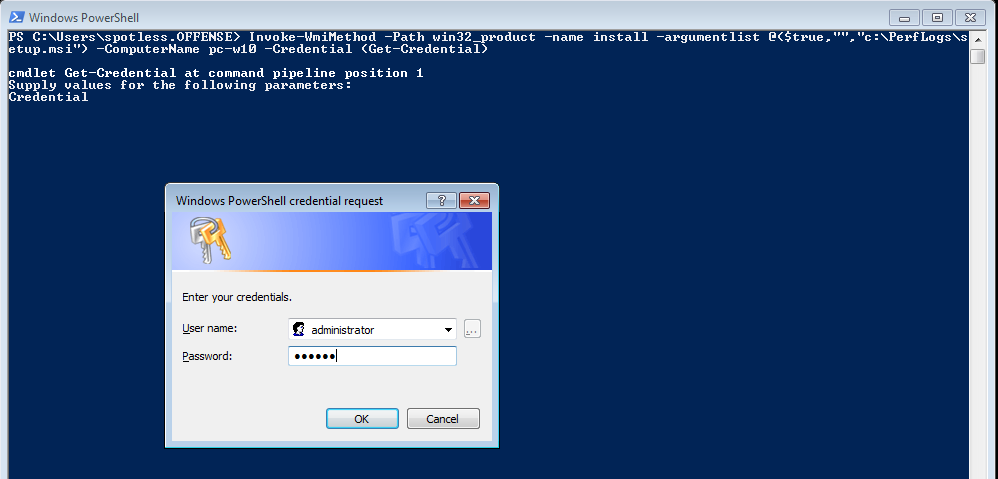 Windows PowerShell
PS C:\Users\spotless.OFFENSE> Invoke-WmiMethod -Path win32_product -name install -argumentlist @($true,"","c:\PerfLogs\s
etup.msi") -ComputerName pc-w10 -Credential (Get-Credential)
cmdlet Get-Credential at command pipeline position 1
Supply values for the following parameters:
Credential
Windows PowerShell credential request
Enter your credentials.
User name: administrator
...
Password: ●●●●●●
OK Cancel